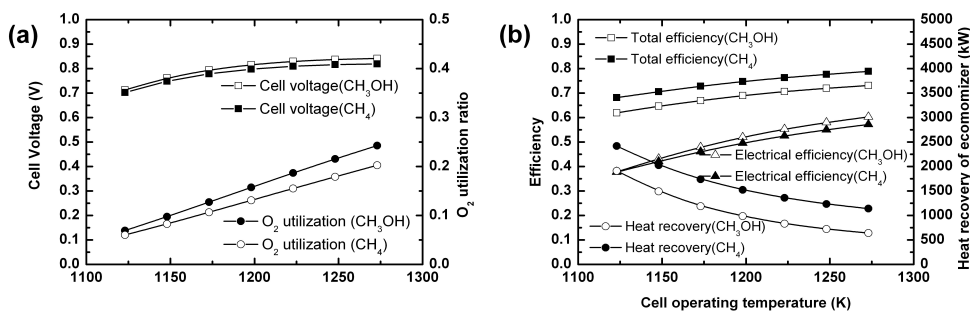 (a)
1.0
0.9
0.8
0.7
0.6
0.5
0.4
0.3
0.2
0.1
0.0
Cell Voltage (V)
Cell voltage(CH₃OH)
Cell voltage(CH₄)
O₂ utilization (CH₃OH)
O₂ utilization (CH₄)
0.5
0.4
0.3
0.2
0.1
0.0
O₂ utilization ratio
1100
1150
1200
1250
1300
(b)
1.0
0.9
0.8
0.7
0.6
0.5
0.4
0.3
0.2
0.1
0.0
Efficiency
Total efficiency(CH₃OH)
Total efficiency(CH₄)
Electrical efficiency(CH₃OH)
Electrical efficiency(CH₄)
Heat recovery(CH₃OH)
Heat recovery(CH₄)
5000
4500
4000
3500
3000
2500
2000
1500
1000
500
0
Heat recovery of ecomomizer (kW)
1100
1150
1200
1250
1300
Cell operating temperature (K)